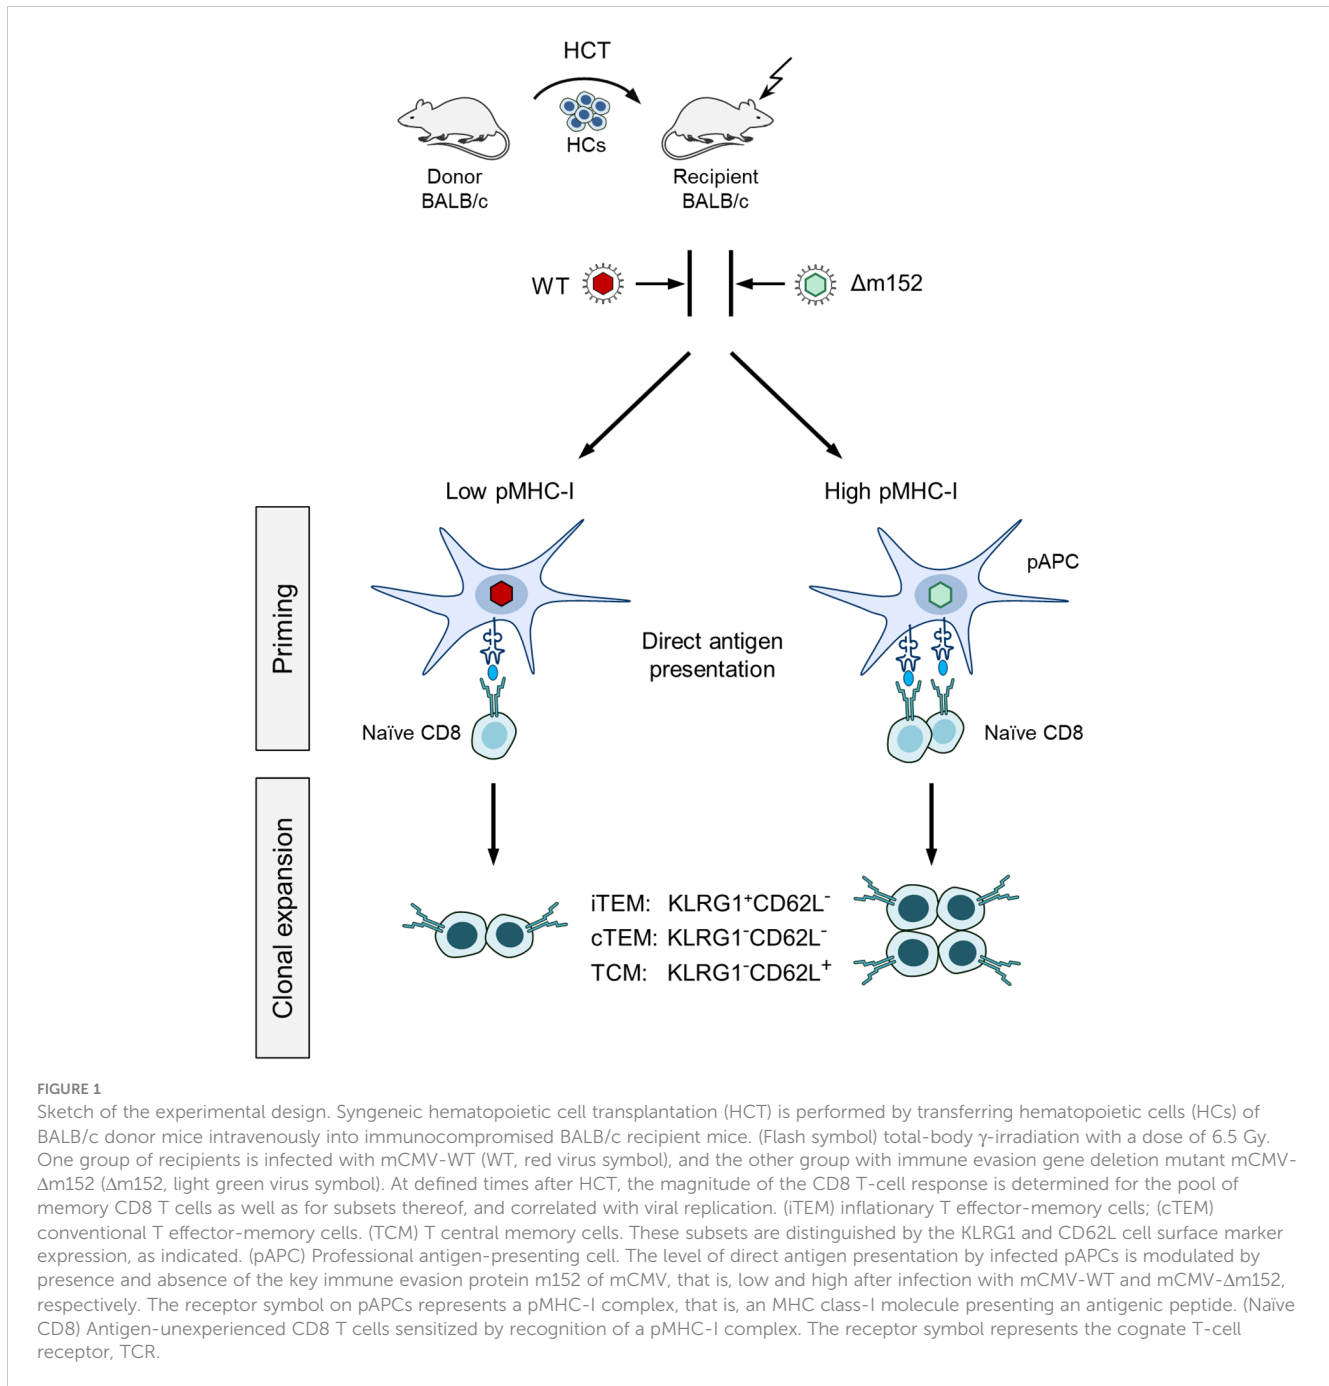 HCT
HCs
Donor
BALB/c
Recipient
BALB/c
WT
Δm152
Low pMHC-I
High pMHC-I
Priming
pAPC
Direct antigen
presentation
Naïve CD8
Naïve CD8
Clonal expansion
iTEM: KLRG1⁺CD62L⁻
cTEM: KLRG1⁻CD62L⁻
TCM: KLRG1⁻CD62L⁺
FIGURE 1
Sketch of the experimental design. Syngeneic hematopoietic cell transplantation (HCT) is performed by transferring hematopoietic cells (HCs) of
BALB/c donor mice intravenously into immunocompromised BALB/c recipient mice. (Flash symbol) total-body γ-irradiation with a dose of 6.5 Gy.
One group of recipients is infected with mCMV-WT (WT, red virus symbol), and the other group with immune evasion gene deletion mutant mCMV-
Δm152 (Δm152, light green virus symbol). At defined times after HCT, the magnitude of the CD8 T-cell response is determined for the pool of
memory CD8 T cells as well as for subsets thereof, and correlated with viral replication. (iTEM) inflationary T effector-memory cells; (cTEM)
conventional T effector-memory cells. (TCM) T central memory cells. These subsets are distinguished by the KLRG1 and CD62L cell surface marker
expression, as indicated. (pAPC) Professional antigen-presenting cell. The level of direct antigen presentation by infected pAPCs is modulated by
presence and absence of the key immune evasion protein m152 of mCMV, that is, low and high after infection with mCMV-WT and mCMV-Δm152,
respectively. The receptor symbol on pAPCs represents a pMHC-I complex, that is, an MHC class-I molecule presenting an antigenic peptide. (Naïve
CD8) Antigen-unexperienced CD8 T cells sensitized by recognition of a pMHC-I complex. The receptor symbol represents the cognate T-cell
receptor, TCR.